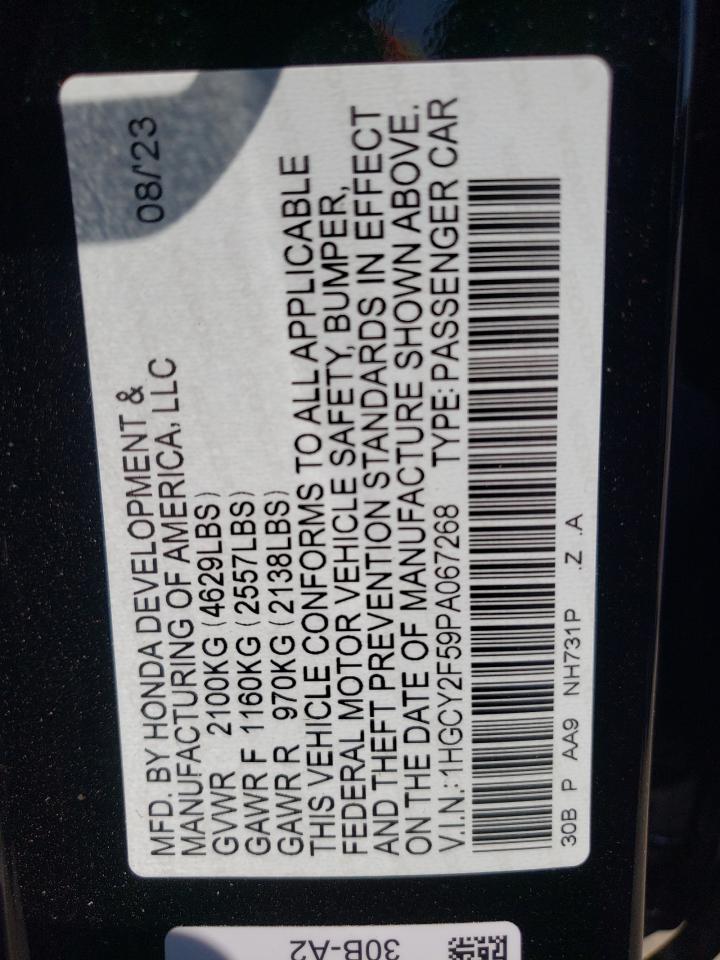 08/'23
MFD. BY HONDA DEVELOPMENT &
MANUFACTURING OF AMERICA, LLC
GVWR 2100KG (4629LBS)
GAWR F 1160KG (2557LBS)
GAWR R 970KG (2138LBS)
THIS VEHICLE CONFORMS TO ALL APPLICABLE
FEDERAL MOTOR VEHICLE SAFETY, BUMPER,
AND THEFT PREVENTION STANDARDS IN EFFECT
ON THE DATE OF MANUFACTURE SHOWN ABOVE.
V.I.N.: 1HGCY2F59PA067268 TYPE: PASSENGER CAR
30B P AA9 NH731P .Z .A
30B-A2